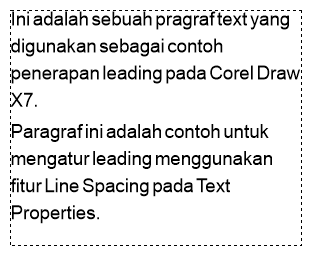 Ini adalah sebuah pragraf text yang
digunakan sebagai contoh
penerapan leading pada Corel Draw
X7.
Paragraf ini adalah contoh untuk
mengatur leading menggunakan
fitur Line Spacing pada Text
Properties.